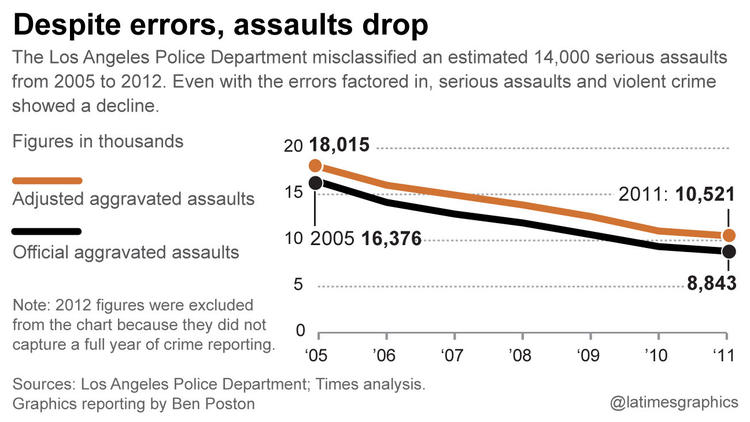 Despite errors, assaults drop
The Los Angeles Police Department misclassified an estimated 14,000 serious assaults
from 2005 to 2012. Even with the errors factored in, serious assaults and violent crime
showed a decline.
Figures in thousands
Adjusted aggravated assaults
Official aggravated assaults
Note: 2012 figures were excluded
from the chart because they did not
capture a full year of crime reporting.
20 18,015
15
2011: 10,521
10 2005 16,376
5
8,843
0
‘05 ’06 ‘07 ‘08 ‘09 ’10 ‘11
Sources: Los Angeles Police Department; Times analysis.
Graphics reporting by Ben Poston
@latimesgraphics